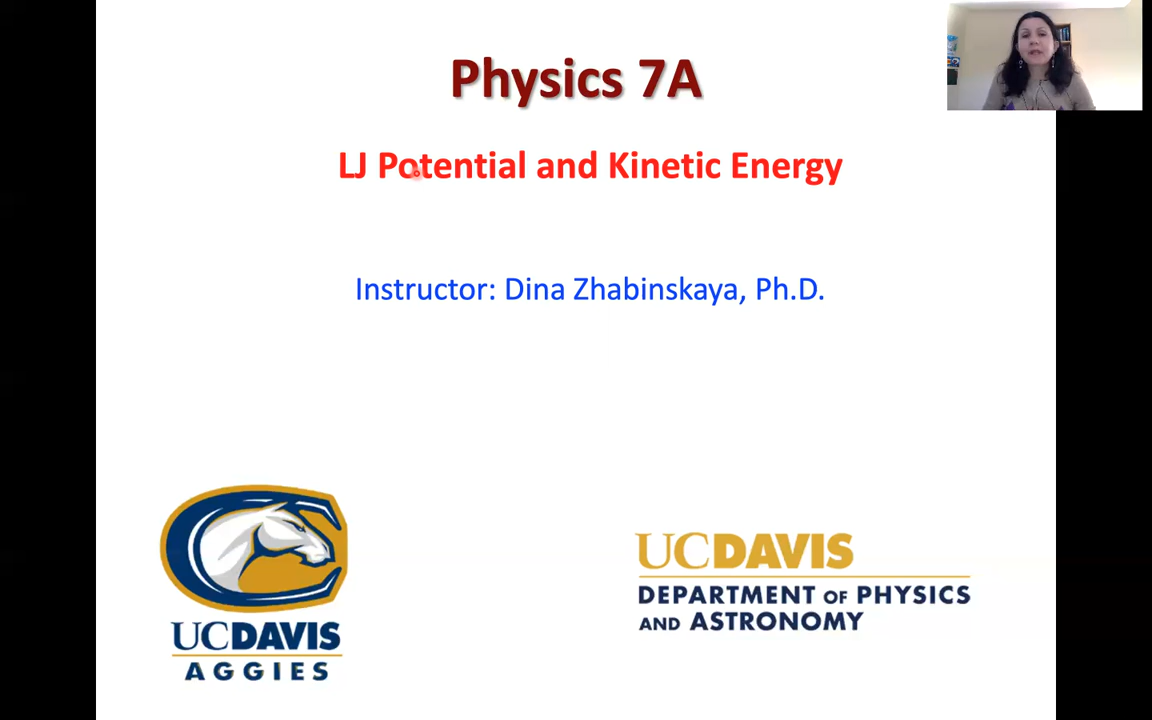 Physics 7A
LJ Potential and Kinetic Energy
Instructor: Dina Zhabinskaya, Ph.D.
UCDAVIS
AGGIES
UCDAVIS
DEPARTMENT OF PHYSICS
AND ASTRONOMY